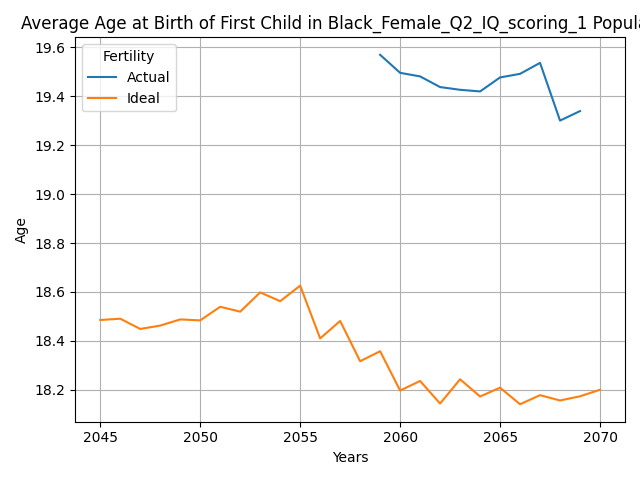 Average Age at Birth of First Child in Black_Female_Q2_IQ_scoring_1 Popula
Fertility
Actual
Ideal
19.6
19.4
19.2
19.0
18.8
18.6
18.4
18.2
Age
2045 2050 2055 2060 2065 2070
Years